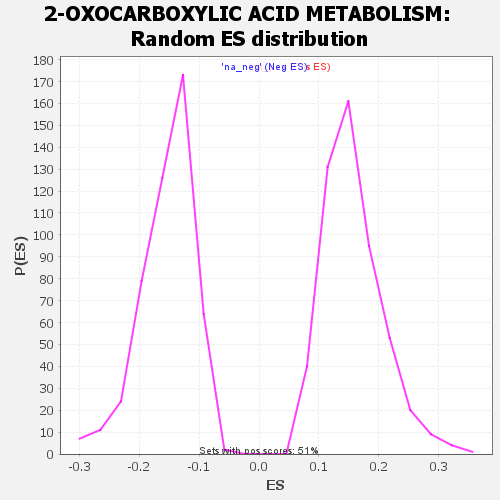 2-OXOCARBOXYLIC ACID METABOLISM:
Random ES distribution
'na_neg' (Neg ES) s ES)
180
170
160
150
140
130
120
110
100
90
80
70
60
50
40
30
20
10
0
P(ES)
Sets with pos scores: 51%
-0.3 -0.2 -0.1 0.0 0.1 0.2 0.3
ES